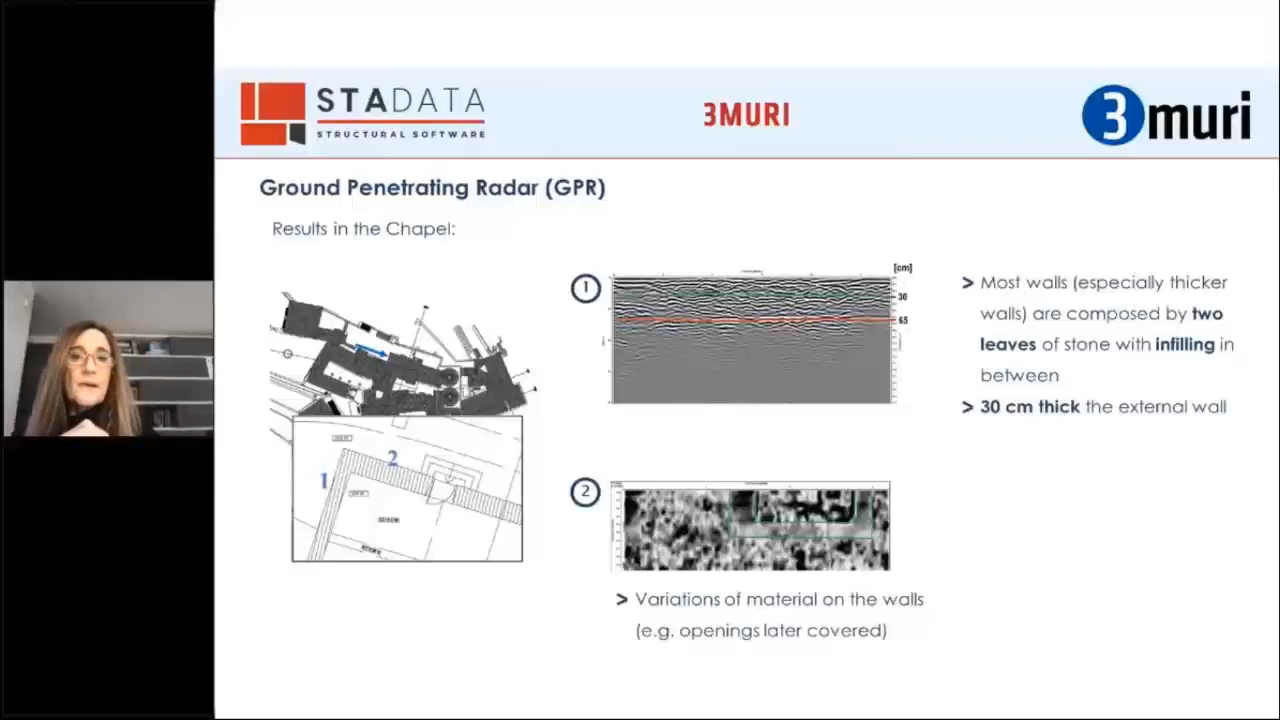 STADATA
STRUCTURAL SOFTWARE
3MURI
3muri
Ground Penetrating Radar (GPR)
Results in the Chapel:
1
[cm]
30
65
> Most walls (especially thicker
walls) are composed by two
leaves of stone with infilling in
between
> 30 cm thick the external wall
1
2
2
> Variations of material on the walls
(e.g. openings later covered)